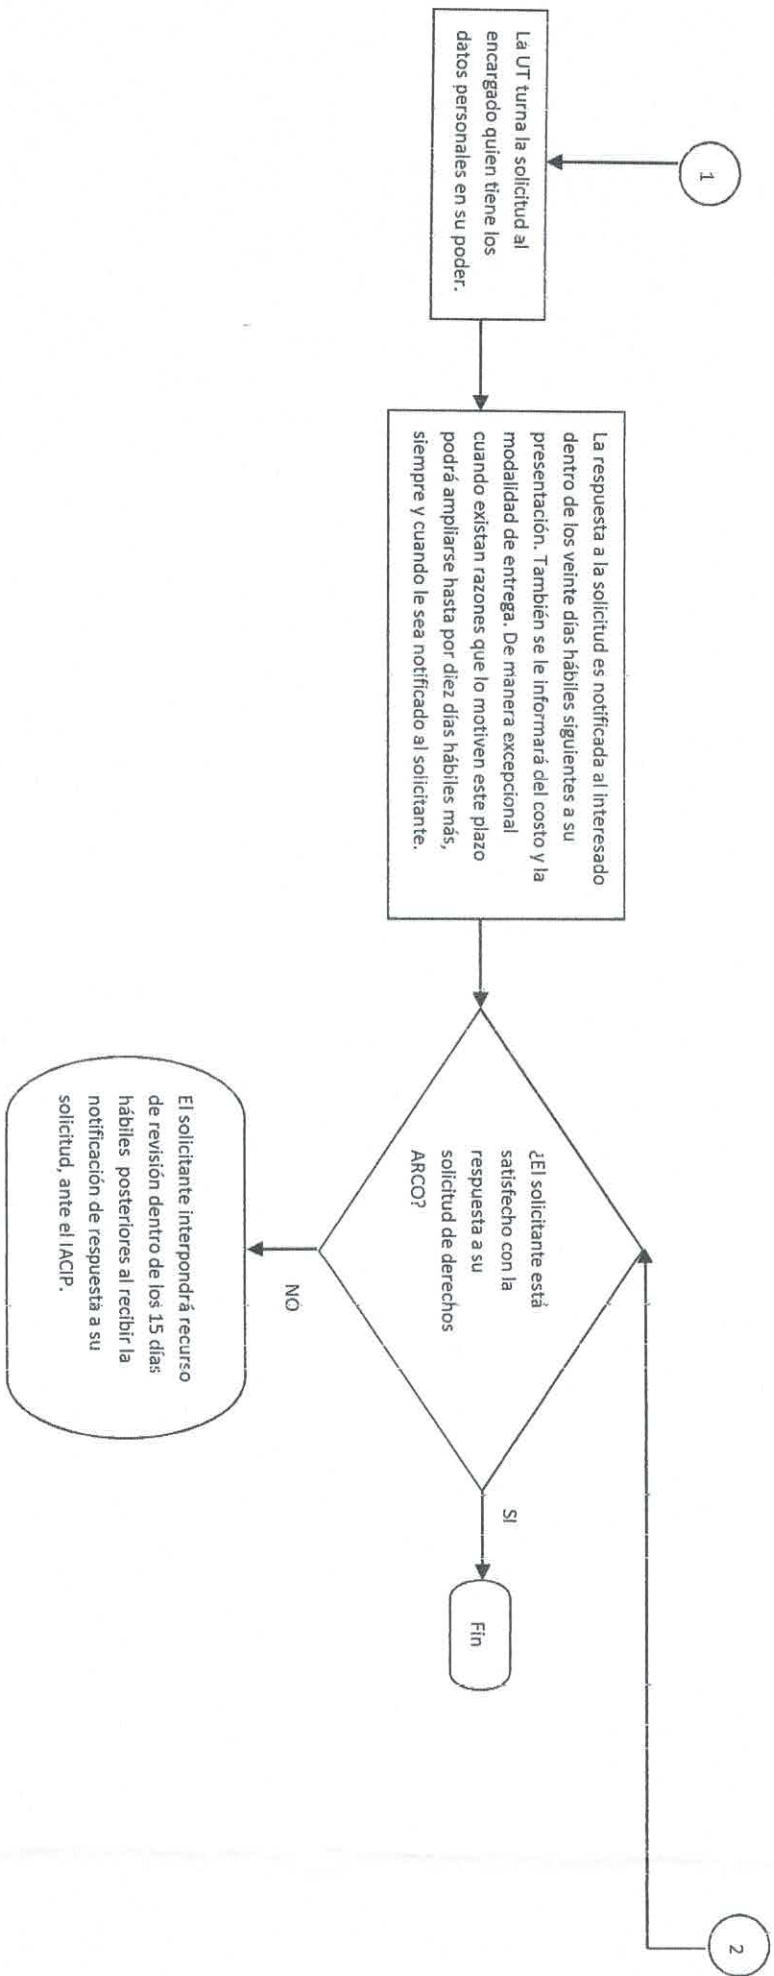 1
La UT turna la solicitud al
encargado quien tiene los
datos personales en su poder.
La respuesta a la solicitud es notificada al interesado
dentro de los veinte días hábiles siguientes a su
presentación. También se le informará del costo y la
modalidad de entrega. De manera excepcional
cuando existan razones que lo motiven este plazo
podrá ampliarse hasta por diez días hábiles más,
siempre y cuando le sea notificado al solicitante.
¿El solicitante está
satisfecho con la
respuesta a su
solicitud de derechos
ARCO?
SI
Fin
NO
El solicitante interpondrá recurso
de revisión dentro de los 15 días
hábiles posteriores al recibir la
notificación de respuesta a su
solicitud, ante el IACIP.
2